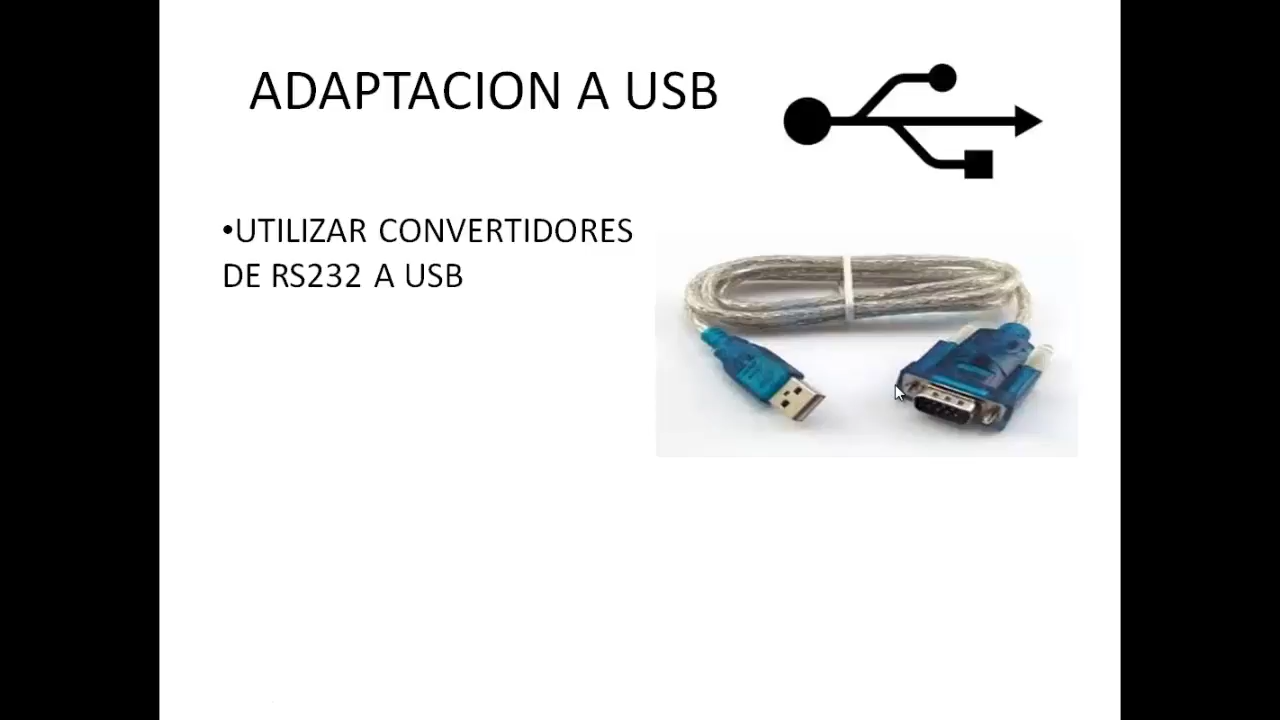 ADAPTACION A USB
•UTILIZAR CONVERTIDORES
DE RS232 A USB